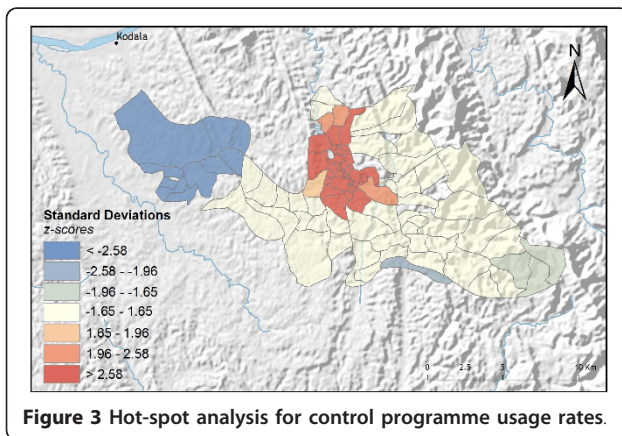 Kodala
N
Standard Deviations
z-scores
< -2.58
-2.58 - -1.96
-1.96 - -1.65
-1.65 - 1.65
1.65 - 1.96
1.96 - 2.58
> 2.58
0 2.5 5 10 Km
Figure 3 Hot-spot analysis for control programme usage rates.